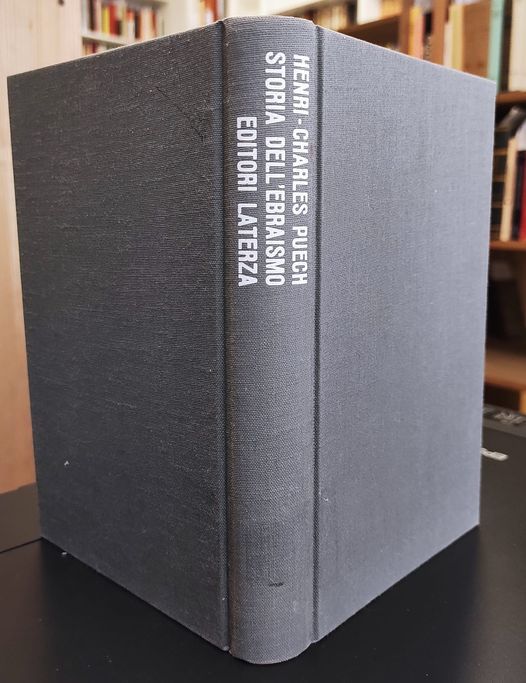 HENRI-CHARLES PUECH
STORIA DELL'EBRAISMO
EDITORI LATERZA